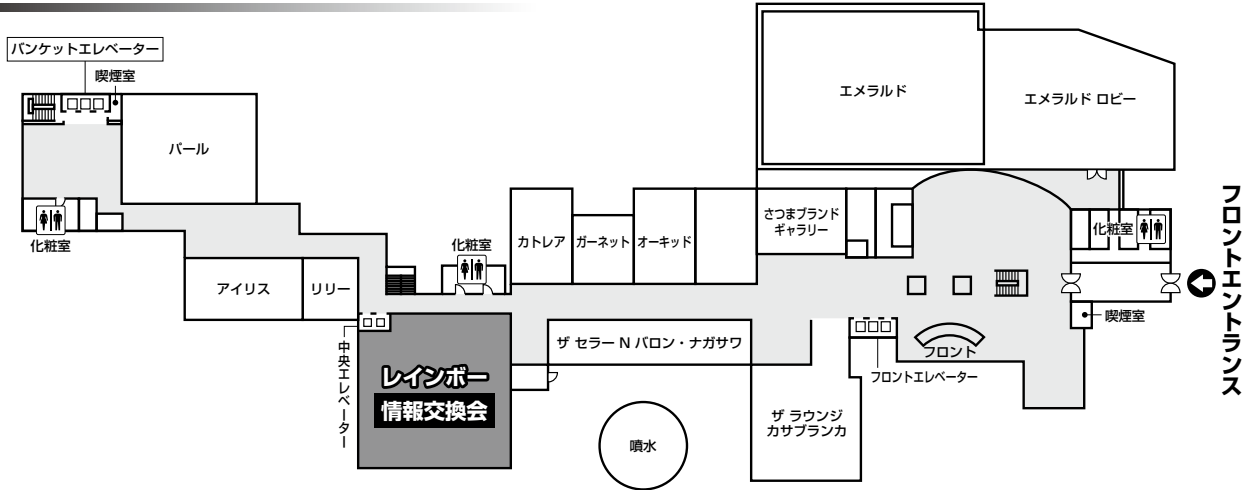 バンケットエレベーター
喫煙室
パール
化粧室
アイリス
リリー
中央エレベーター
化粧室
レインボー
情報交換会
カトレア
ガーネット
オーキッド
さつまブランド
ギャラリー
ザ セラー N バロン・ナガサワ
噴水
エメラルド
エメラルド ロビー
フロント
フロントエレベーター
ザ ラウンジ
カサブランカ
化粧室
喫煙室
フロントエントランス